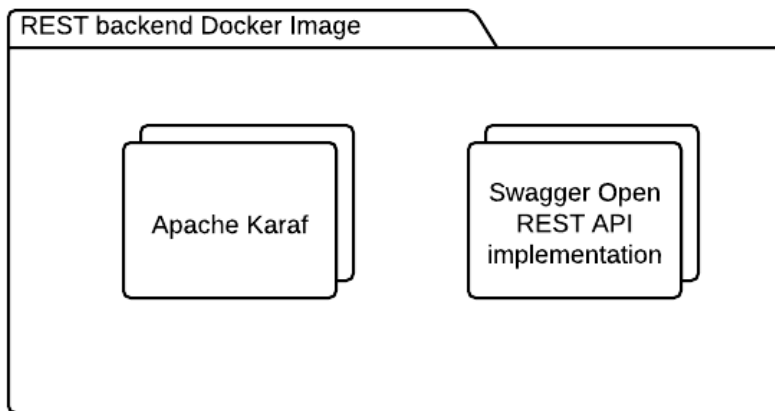 REST backend Docker Image
Apache Karaf
Swagger Open
REST API
implementation